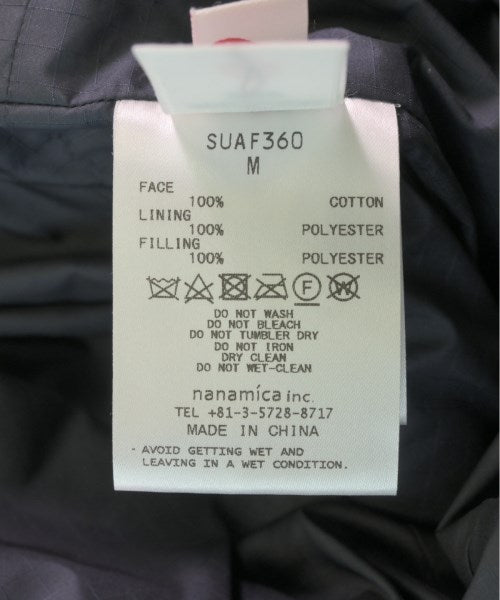 SUAF360
M
FACE
100% COTTON
LINING
100% POLYESTER
FILLING
100% POLYESTER
F W
DO NOT WASH
DO NOT BLEACH
DO NOT TUMBLER DRY
DO NOT IRON
DRY CLEAN
DO NOT WET-CLEAN
nanamica inc.
TEL +81-3-5728-8717
MADE IN CHINA
· AVOID GETTING WET AND
LEAVING IN A WET CONDITION.